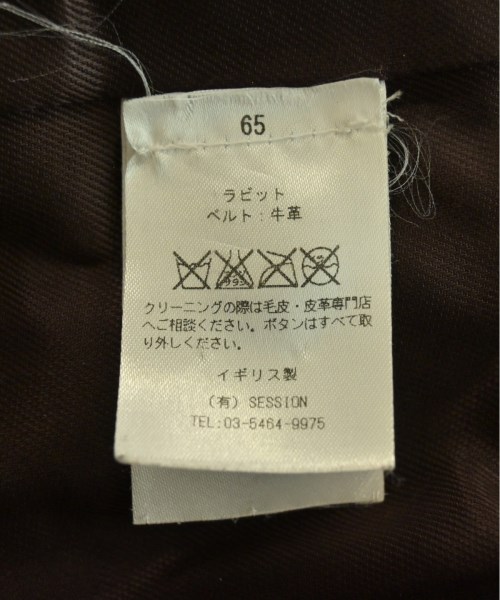 65
ラビット
ベルト：牛革
クリーニングの際は毛皮・皮革専門店
へご相談ください。ボタンはすべて取
り外しください。
イギリス製
（有）SESSION
TEL:03-5464-9975